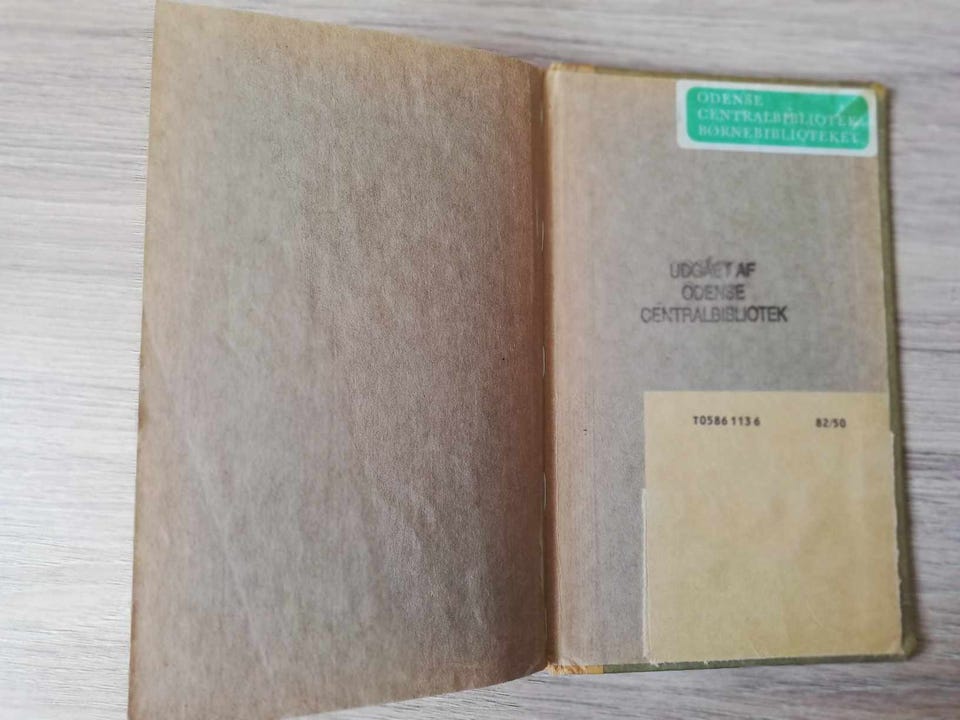 ODENSE
CENTRALBIBLIOTEK
BØRNEBIBLIOTEKET
UDGÅET AF
ODENSE
CENTRALBIBLIOTEK
T0586 113 6 82/50